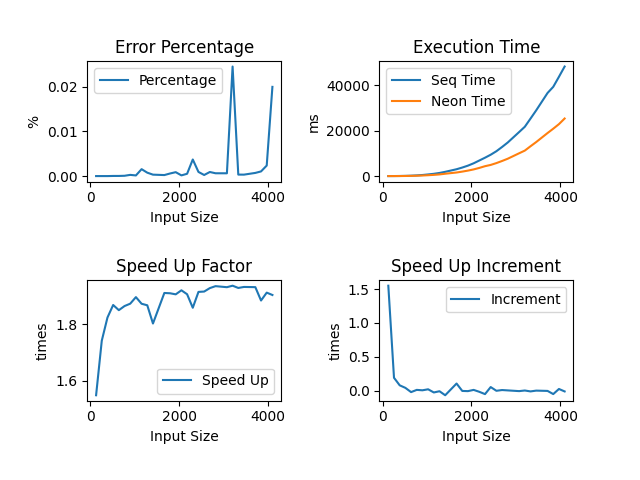 Error Percentage
Percentage
%
0.02
0.01
0.00
0 2000 4000
Input Size
Execution Time
Seq Time
Neon Time
ms
40000
20000
0
0 2000 4000
Input Size
Speed Up Factor
times
1.8
1.6
Speed Up
0 2000 4000
Input Size
Speed Up Increment
Increment
times
1.5
1.0
0.5
0.0
0 2000 4000
Input Size